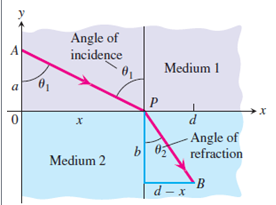 y
Angle of
incidence
A
θ₁
Medium 1
a
θ₁
P
0
x
d
x
Angle of
refraction
b
θ₂
Medium 2
B
d – x